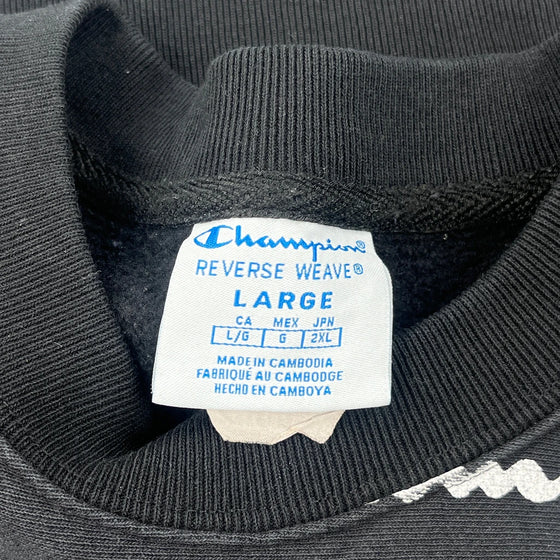 Champion®
REVERSE WEAVE®
LARGE
CA MEX JPN
L/G G 2XL
MADE IN CAMBODIA
FABRIQUÉ AU CAMBODGE
HECHO EN CAMBOYA